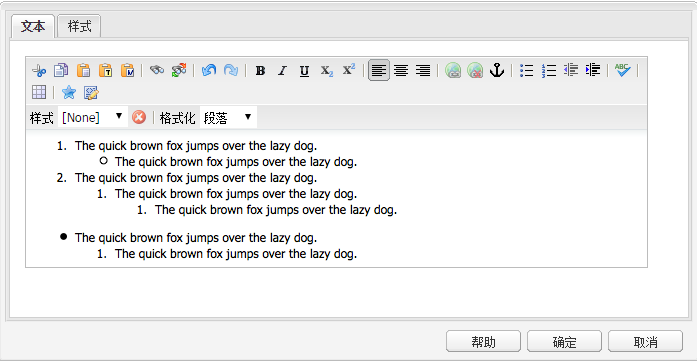 文本 样式
B I U X₂ X² ABC
样式 [None] 格式化 段落
1. The quick brown fox jumps over the lazy dog.
○ The quick brown fox jumps over the lazy dog.
2. The quick brown fox jumps over the lazy dog.
1. The quick brown fox jumps over the lazy dog.
1. The quick brown fox jumps over the lazy dog.
● The quick brown fox jumps over the lazy dog.
1. The quick brown fox jumps over the lazy dog.
帮助 确定 取消